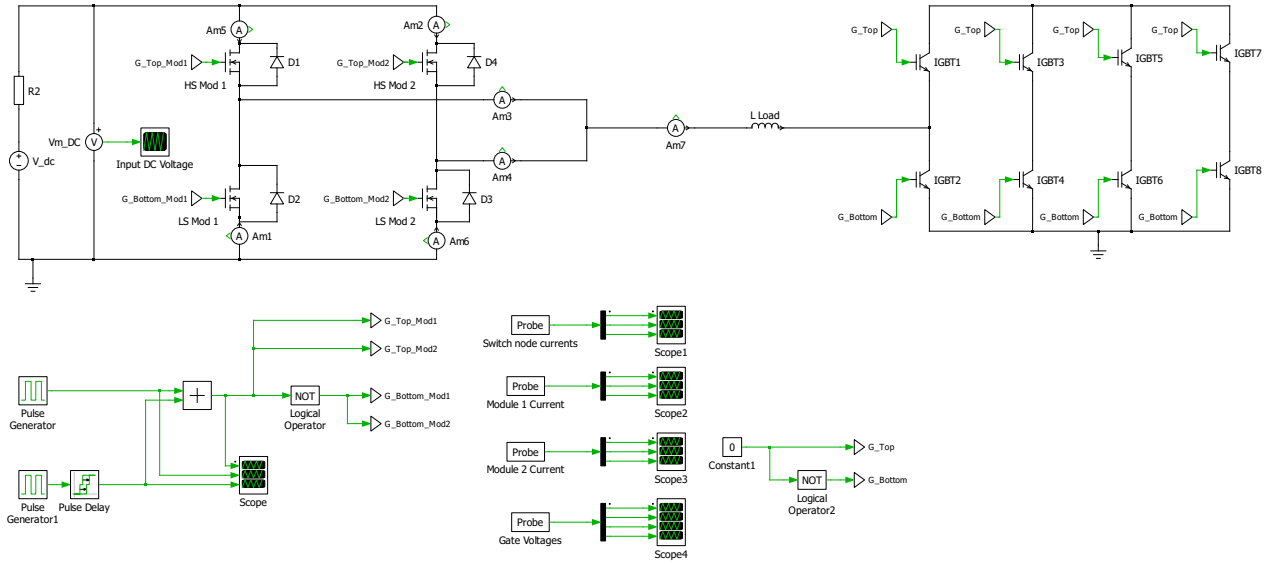 Am5
Am2
G_Top
G_Top
G_Top
G_Top
G_Top_Mod1
D1
G_Top_Mod2
D4
IGBT1
IGBT3
IGBT5
IGBT7
HS Mod 1
HS Mod 2
R2
A
Am3
L Load
Vm_DC
V
A
Am7
V_dc
Input DC Voltage
A
Am4
IGBT2
IGBT4
IGBT6
IGBT8
G_Bottom_Mod1
D2
G_Bottom_Mod2
D3
LS Mod 1
LS Mod 2
G_Bottom
G_Bottom
G_Bottom
G_Bottom
A
Am1
A
Am6
A
A
G_Top_Mod1
Probe
Switch node currents
Scope1
G_Top_Mod2
Pulse
Generator
NOT
Logical
Operator
G_Bottom_Mod1
G_Bottom_Mod2
Probe
Module 1 Current
Scope2
Pulse
Generator1
Pulse Delay
Scope
Probe
Module 2 Current
Scope3
0
Constant1
G_Top
NOT
Logical
Operator2
G_Bottom
Probe
Gate Voltages
Scope4